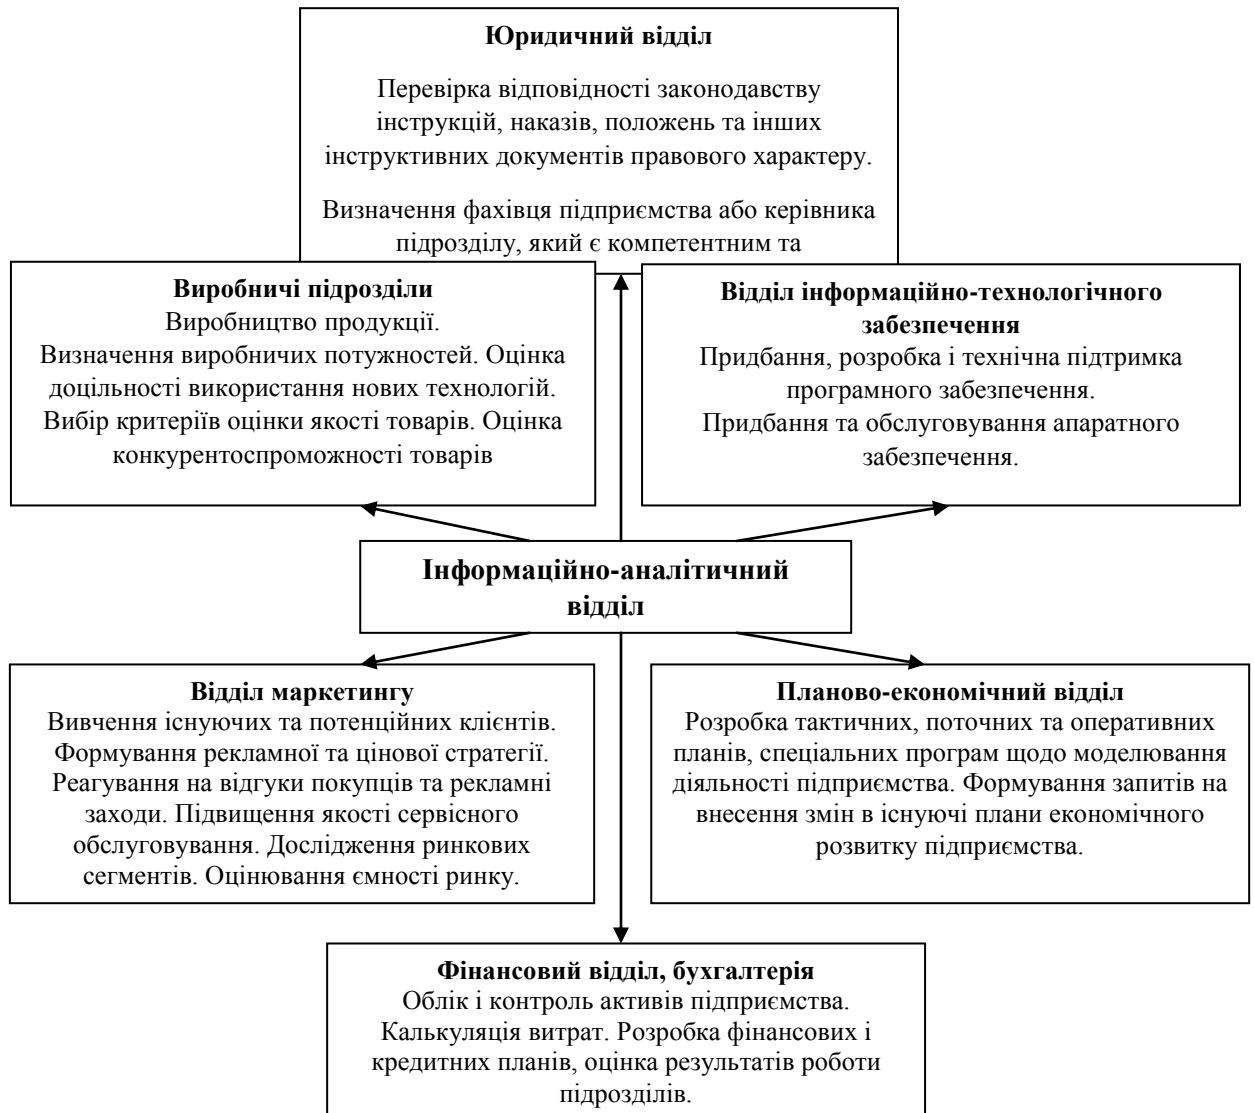 Юридичний відділ
Перевірка відповідності законодавству
інструкцій, наказів, положень та інших
інструктивних документів правового характеру.
Визначення фахівця підприємства або керівника
підрозділу, який є компетентним та
Виробничі підрозділи
Виробництво продукції.
Визначення виробничих потужностей. Оцінка
доцільності використання нових технологій.
Вибір критеріїв оцінки якості товарів. Оцінка
конкурентоспроможності товарів
Відділ інформаційно-технологічного
забезпечення
Придбання, розробка і технічна підтримка
програмного забезпечення.
Придбання та обслуговування апаратного
забезпечення.
Інформаційно-аналітичний
відділ
Відділ маркетингу
Вивчення існуючих та потенційних клієнтів.
Формування рекламної та цінової стратегії.
Реагування на відгуки покупців та рекламні
заходи. Підвищення якості сервісного
обслуговування. Дослідження ринкових
сегментів. Оцінювання ємності ринку.
Планово-економічний відділ
Розробка тактичних, поточних та оперативних
планів, спеціальних програм щодо моделювання
діяльності підприємства. Формування запитів на
внесення змін в існуючі плани економічного
розвитку підприємства.
Фінансовий відділ, бухгалтерія
Облік і контроль активів підприємства.
Калькуляція витрат. Розробка фінансових і
кредитних планів, оцінка результатів роботи
підрозділів.